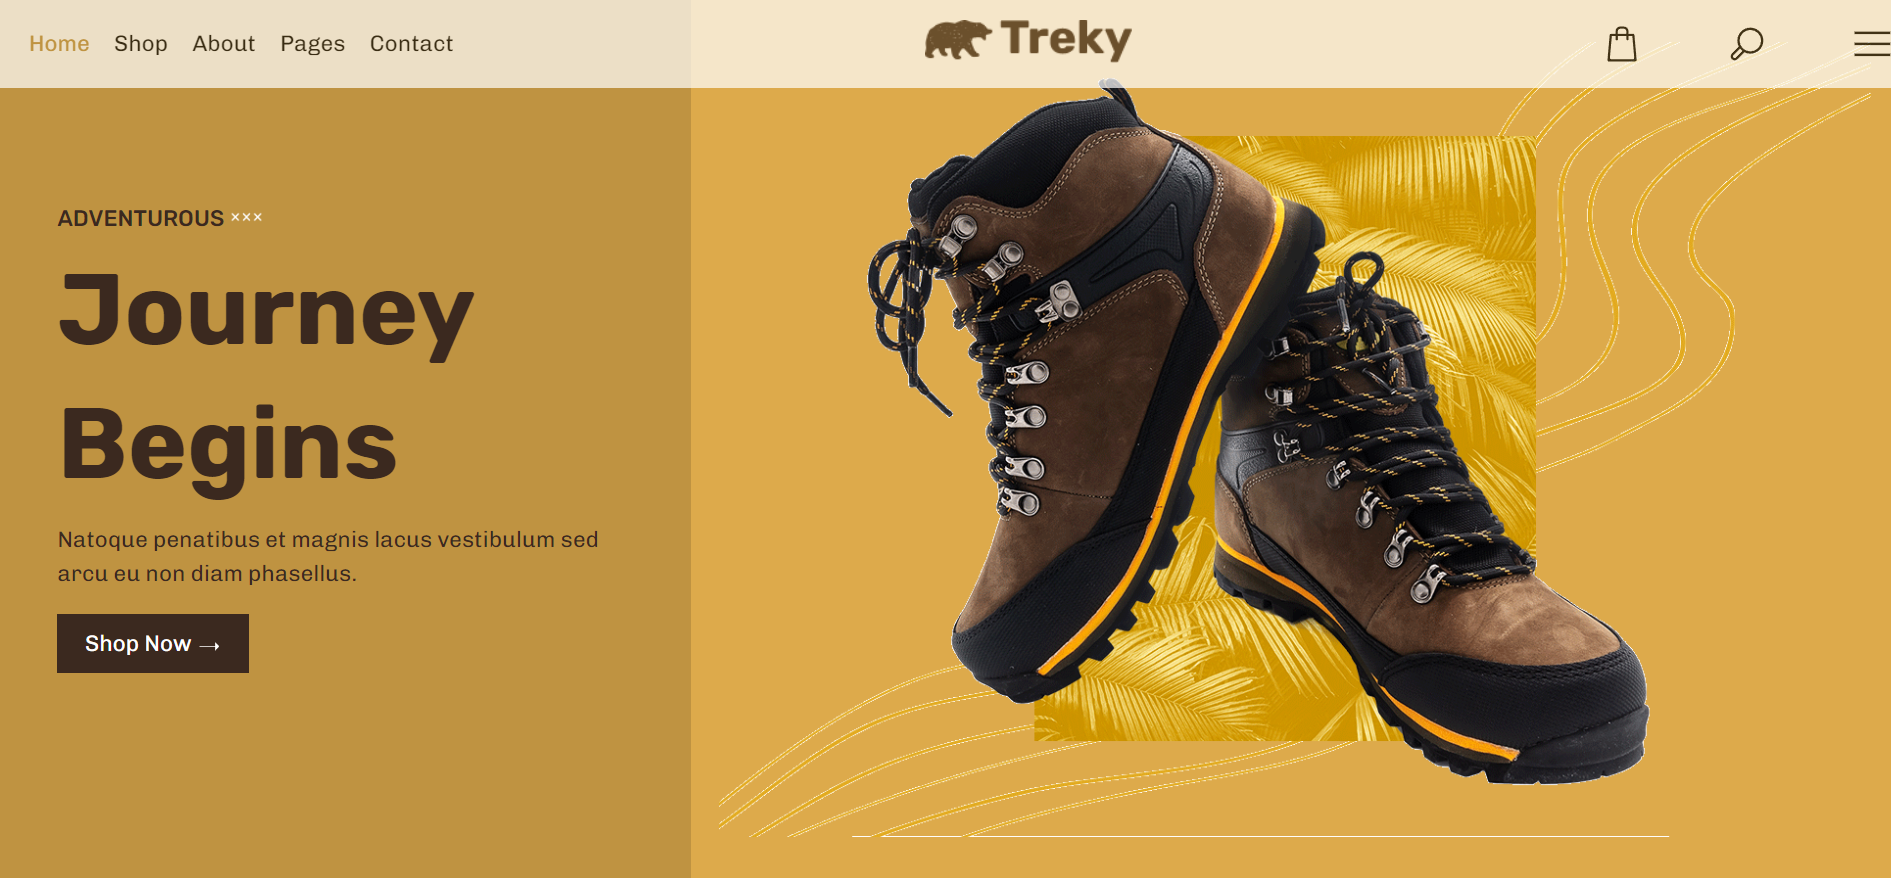 Home Shop About Pages Contact
Treky
ADVENTUROUS ×××
Journey
Begins
Natoque penatibus et magnis lacus vestibulum sed
arcu eu non diam phasellus.
Shop Now →